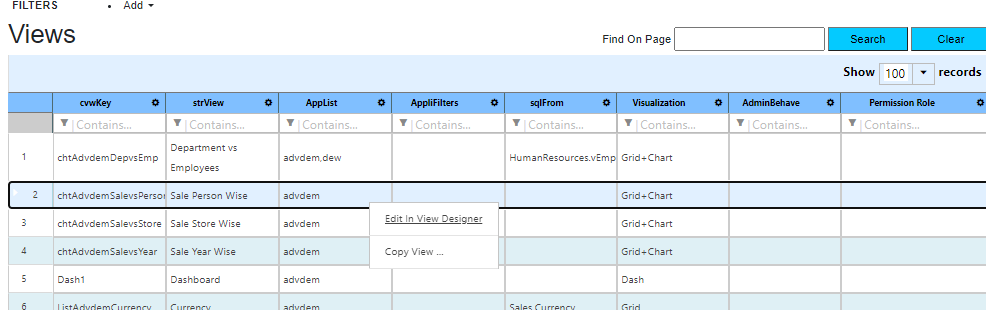 FILTERS • Add
Views
Find On Page Search Clear
Show 100 records
cvwKey strView AppList AppliFilters sqlFrom Visualization AdminBehave Permission Role
Contains... Contains... Contains... Contains... Contains... Contains... Contains... Contains...
1 chtAdvdemDepvsEmp Department vs Employees advdem,dew HumanResources.vEmp Grid+Chart
2 chtAdvdemSalevsPerson Sale Person Wise advdem Grid+Chart
Edit In View Designer
3 chtAdvdemSalevsStore Sale Store Wise advdem Grid+Chart
4 chtAdvdemSalevsYear Sale Year Wise advdem Grid+Chart
Copy View ...
5 Dash1 Dashboard advdem Dash
6 ListAdvdemCurrency Currency advdem Sales.Currency Grid